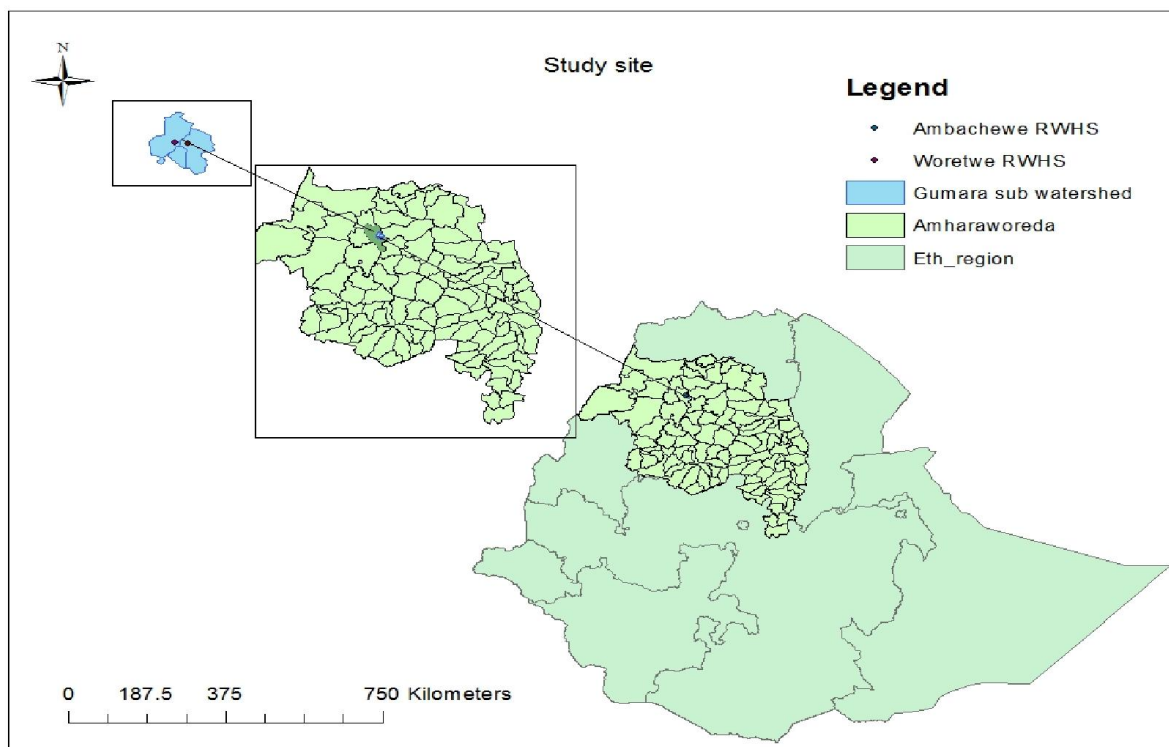 N
Study site
Legend
Ambachewe RWHS
Woretwe RWHS
Gumara sub watershed
Amharaworeda
Eth_region
0 187.5 375 750 Kilometers